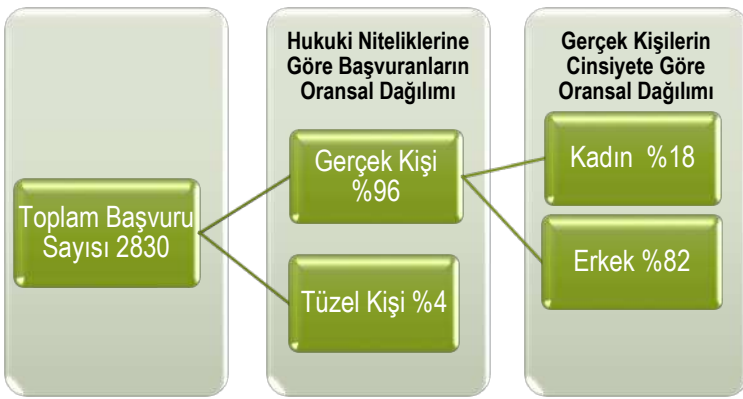 Toplam Başvuru
Sayısı 2830
Hukuki Niteliklerine
Göre Başvuranların
Oransal Dağılımı
Gerçek Kişi
%96
Tüzel Kişi %4
Gerçek Kişilerin
Cinsiyete Göre
Oransal Dağılımı
Kadın %18
Erkek %82